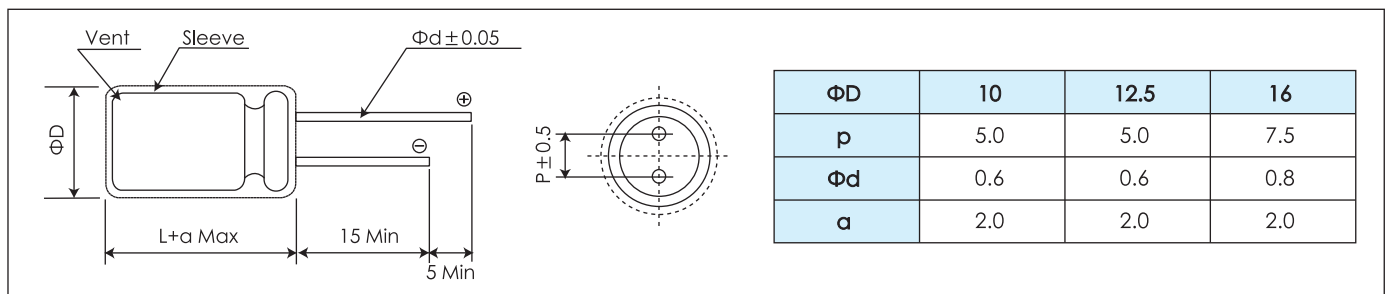 Vent
Sleeve
Φd±0.05
⊕
⊖
ΦD
L+a Max
15 Min
5 Min
P±0.5
ΦD 10 12.5 16
p 5.0 5.0 7.5
Φd 0.6 0.6 0.8
a 2.0 2.0 2.0